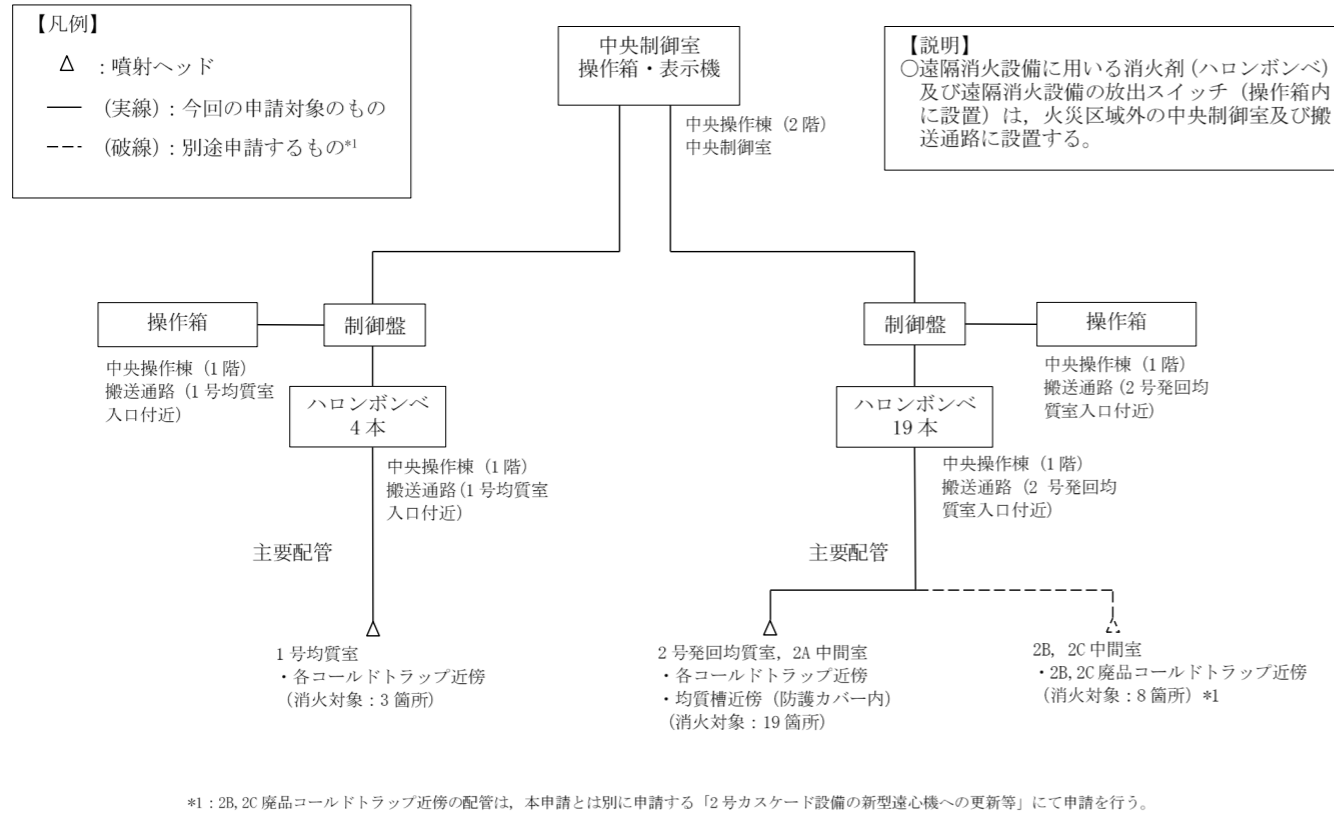 【凡例】
△ ：噴射ヘッド
── (実線)：今回の申請対象のもの
--- (破線)：別途申請するもの*1
中央制御室
操作箱・表示機
中央操作棟（2階）
中央制御室
【説明】
○遠隔消火設備に用いる消火剤(ハロンボンベ)
及び遠隔消火設備の放出スイッチ（操作箱内
に設置）は，火災区域外の中央制御室及び搬
送通路に設置する。
操作箱
制御盤
中央操作棟（1階）
搬送通路（1号均質室
入口付近）
ハロンボンベ
4本
中央操作棟（1階）
搬送通路(1号均質室
入口付近）
主要配管
1号均質室
・各コールドトラップ近傍
（消火対象：3箇所）
制御盤
操作箱
中央操作棟（1階）
搬送通路(2号発回均
質室入口付近）
ハロンボンベ
19本
中央操作棟（1階）
搬送通路（2 号発回均
質室入口付近）
主要配管
2号発回均質室，2A中間室
・各コールドトラップ近傍
・均質槽近傍（防護カバー内）
（消火対象：19箇所）
2B，2C中間室
・2B,2C廃品コールドトラップ近傍
（消火対象：8箇所）*1
*1：2B,2C廃品コールドトラップ近傍の配管は，本申請とは別に申請する「2号カスケード設備の新型遠心機への更新等」にて申請を行う。